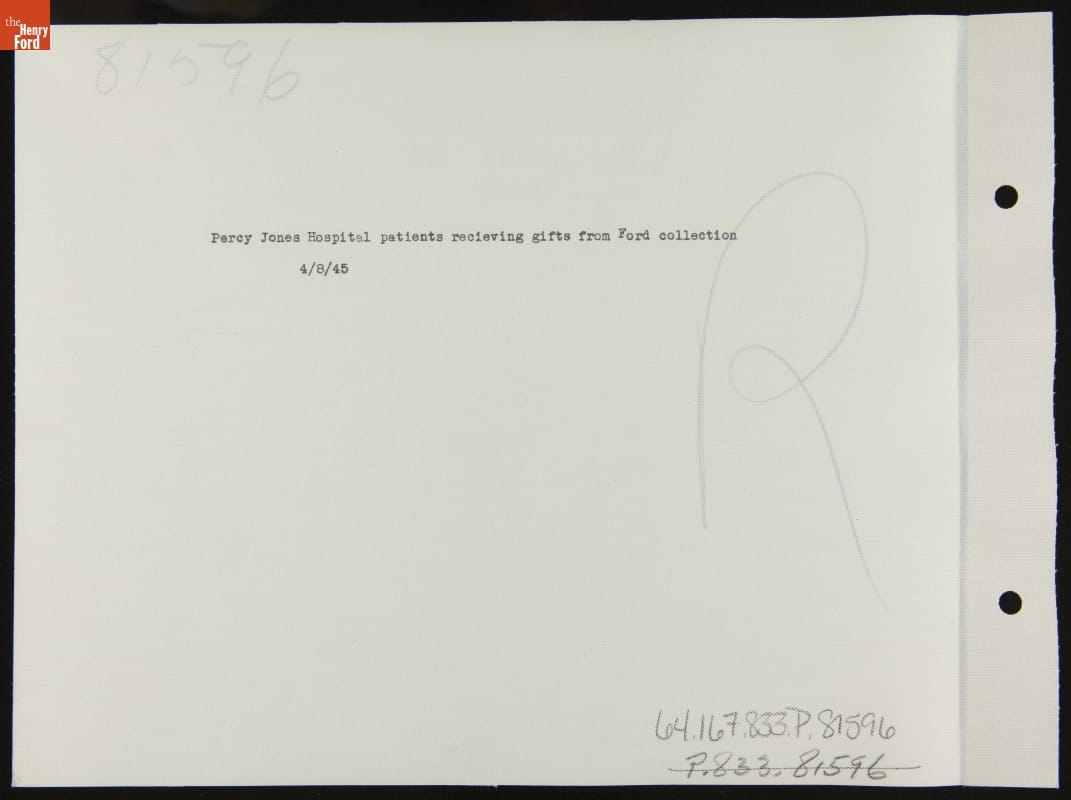 the
Henry
Ford
81596
Percy Jones Hospital patients recieving gifts from Ford collection
4/8/45
R
64.167.833.P.81596
P.833.81596